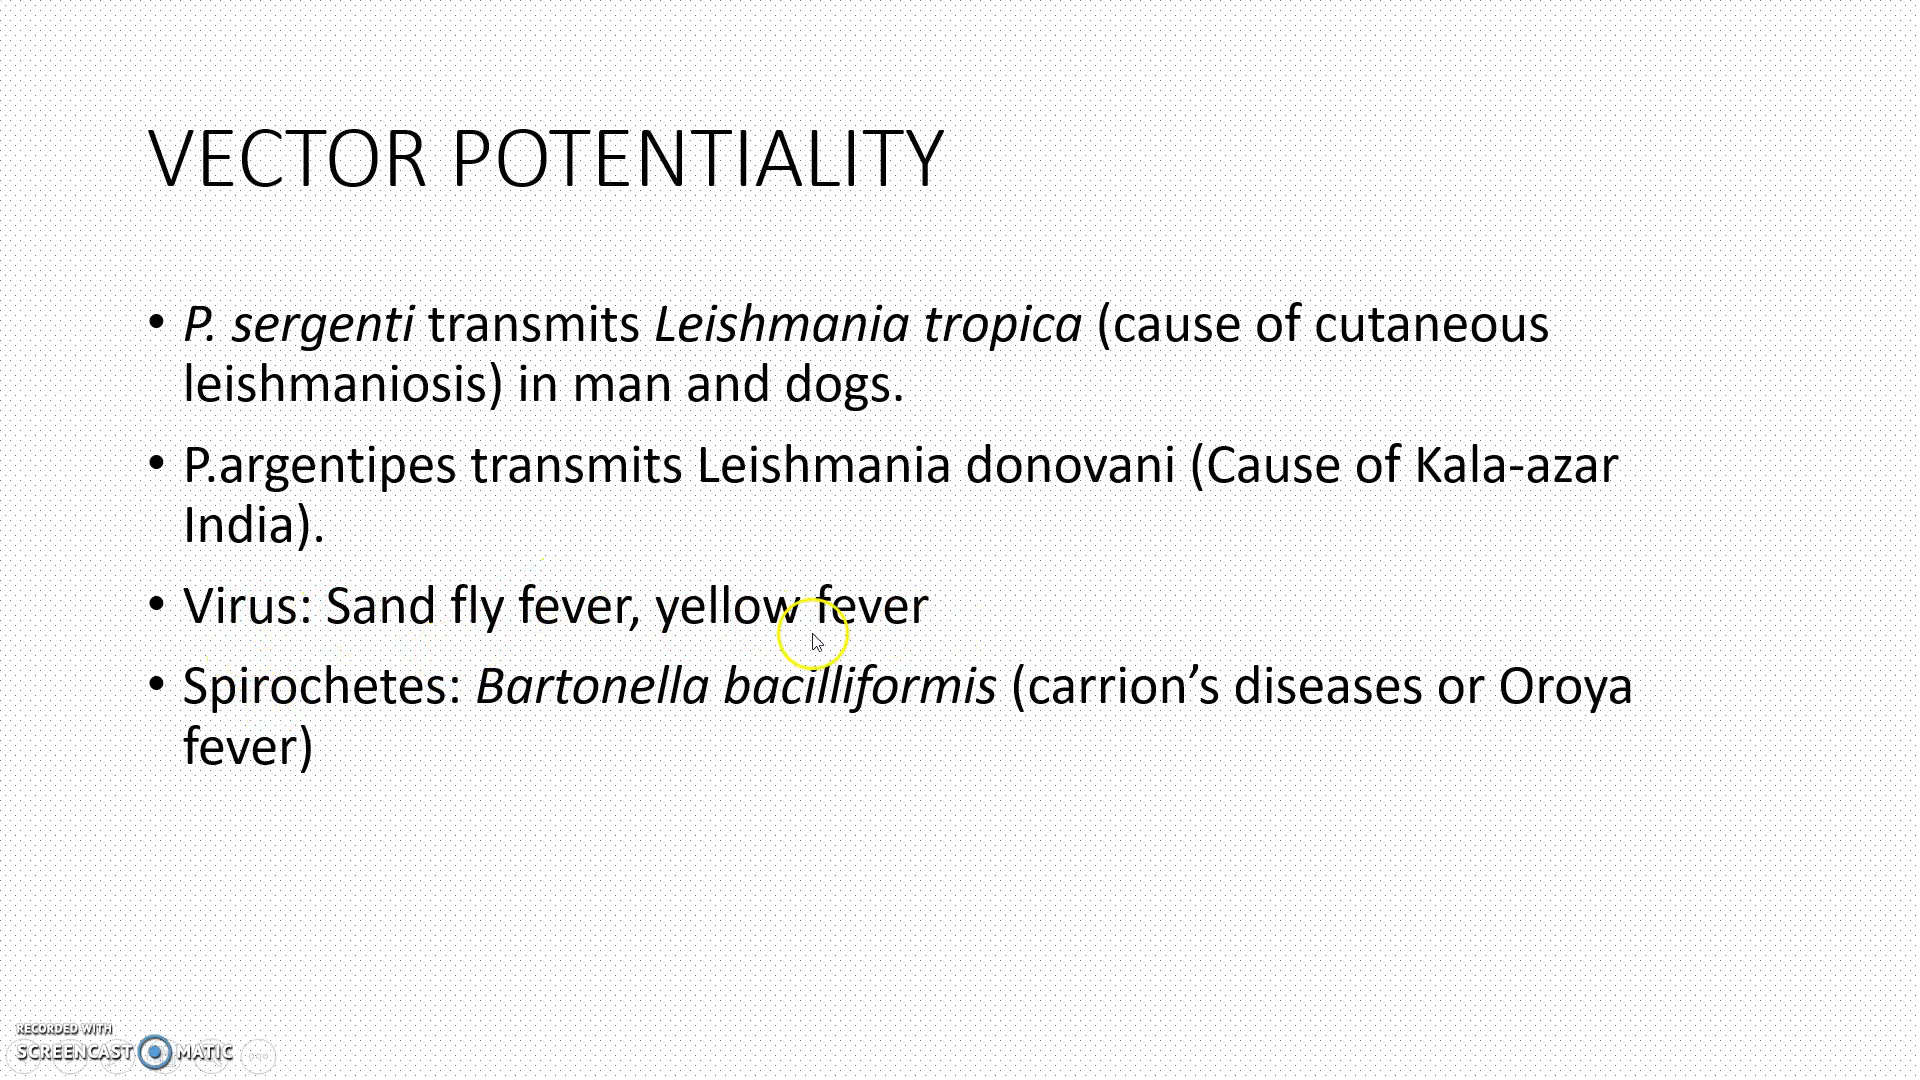 VECTOR POTENTIALITY
• P. sergenti transmits Leishmania tropica (cause of cutaneous
leishmaniosis) in man and dogs.
• P.argentipes transmits Leishmania donovani (Cause of Kala-azar
India).
• Virus: Sand fly fever, yellow fever
• Spirochetes: Bartonella bacilliformis (carrion’s diseases or Oroya
fever)
RECORDED WITH
SCREENCAST MATIC